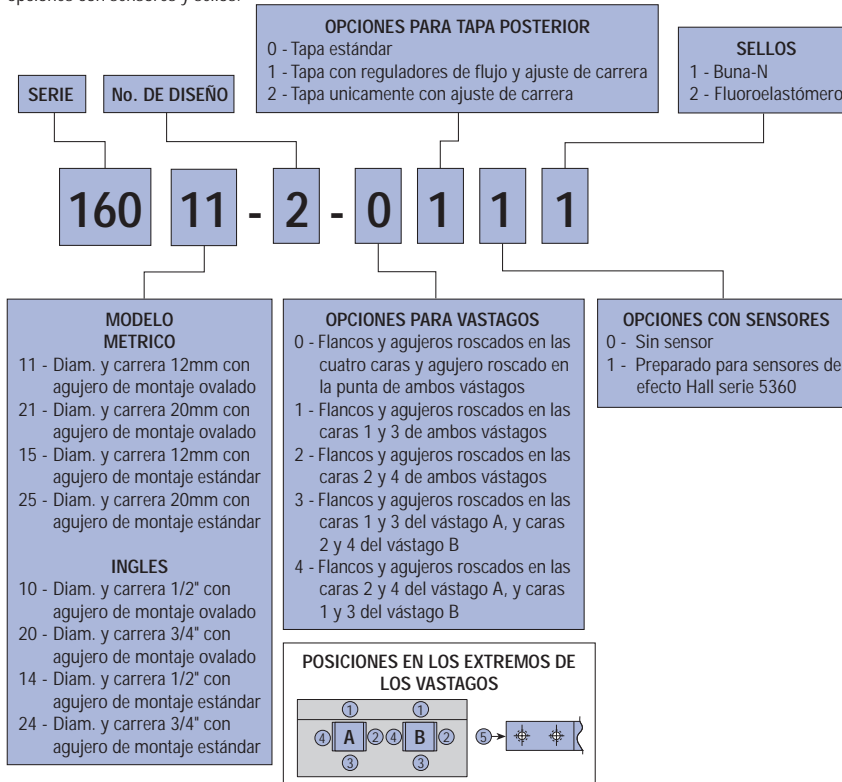 opciones con sensores y sellos.
OPCIONES PARA TAPA POSTERIOR
0 - Tapa estándar
1 - Tapa con reguladores de flujo y ajuste de carrera
2 - Tapa unicamente con ajuste de carrera
SELLOS
1 - Buna-N
2 - Fluoroelastómero
SERIE
No. DE DISEÑO
160 11 - 2 - 0 1 1 1
MODELO
METRICO
11 - Diam. y carrera 12mm con
agujero de montaje ovalado
21 - Diam. y carrera 20mm con
agujero de montaje ovalado
15 - Diam. y carrera 12mm con
agujero de montaje estándar
25 - Diam. y carrera 20mm con
agujero de montaje estándar
INGLES
10 - Diam. y carrera 1/2" con
agujero de montaje ovalado
20 - Diam. y carrera 3/4" con
agujero de montaje ovalado
14 - Diam. y carrera 1/2" con
agujero de montaje estándar
24 - Diam. y carrera 3/4" con
agujero de montaje estándar
OPCIONES PARA VASTAGOS
0 - Flancos y agujeros roscados en las
cuatro caras y agujero roscado en
la punta de ambos vástagos
1 - Flancos y agujeros roscados en las
caras 1 y 3 de ambos vástagos
2 - Flancos y agujeros roscados en las
caras 2 y 4 de ambos vástagos
3 - Flancos y agujeros roscados en las
caras 1 y 3 del vástago A, y caras
2 y 4 del vástago B
4 - Flancos y agujeros roscados en las
caras 2 y 4 del vástago A, y caras
1 y 3 del vástago B
OPCIONES CON SENSORES
0 - Sin sensor
1 - Preparado para sensores de
efecto Hall serie 5360
POSICIONES EN LOS EXTREMOS DE
LOS VASTAGOS
1 1
4 A 2 4 B 2 5
3 3